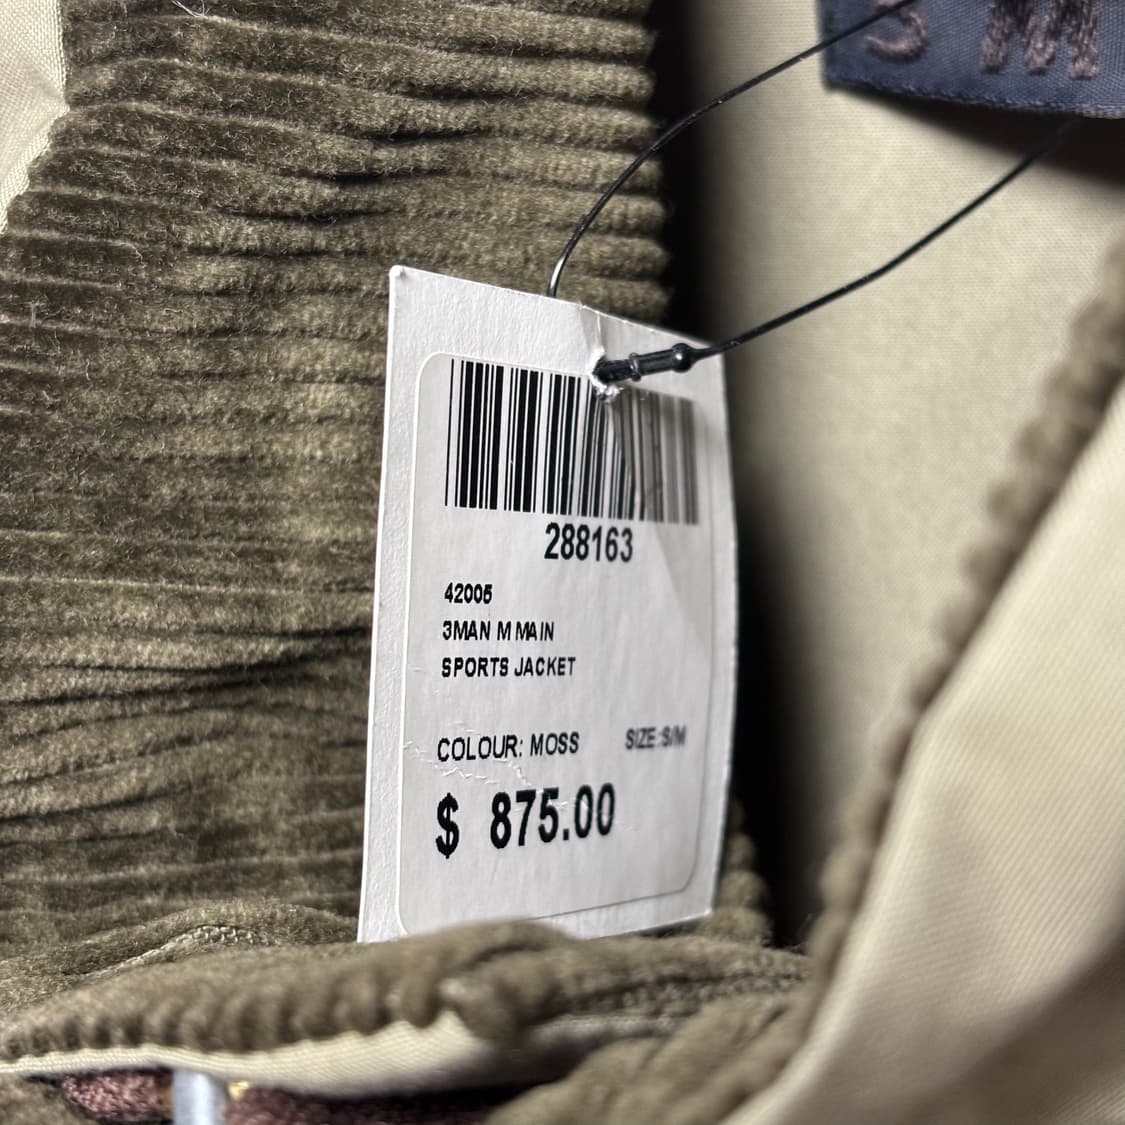 288163
42005
3MAN M MAIN
SPORTS JACKET
COLOUR: MOSS SIZE:S/M
$ 875.00